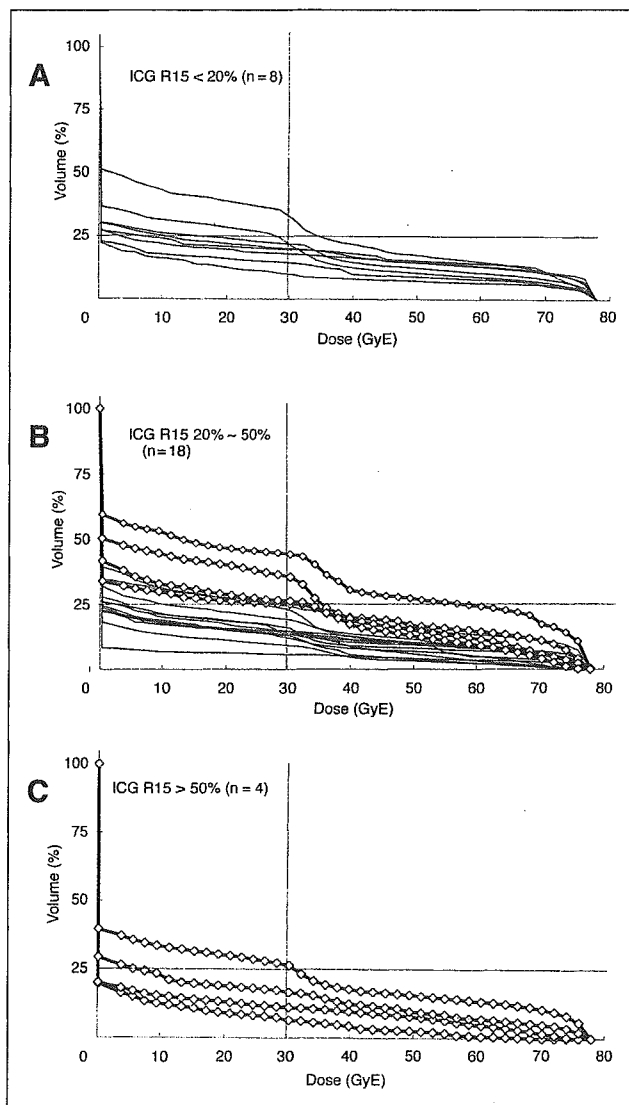 A
ICG R15 < 20% (n = 8)
Volume (%)
100
75
50
25
0
0 10 20 30 40 50 60 70 80
Dose (GyE)
B
ICG R15 20% ~ 50%
(n = 18)
Volume (%)
100
75
50
25
0
0 10 20 30 40 50 60 70 80
Dose (GyE)
C
ICG R15 > 50% (n = 4)
Volume (%)
100
75
50
25
0
0 10 20 30 40 50 60 70 80
Dose (GyE)